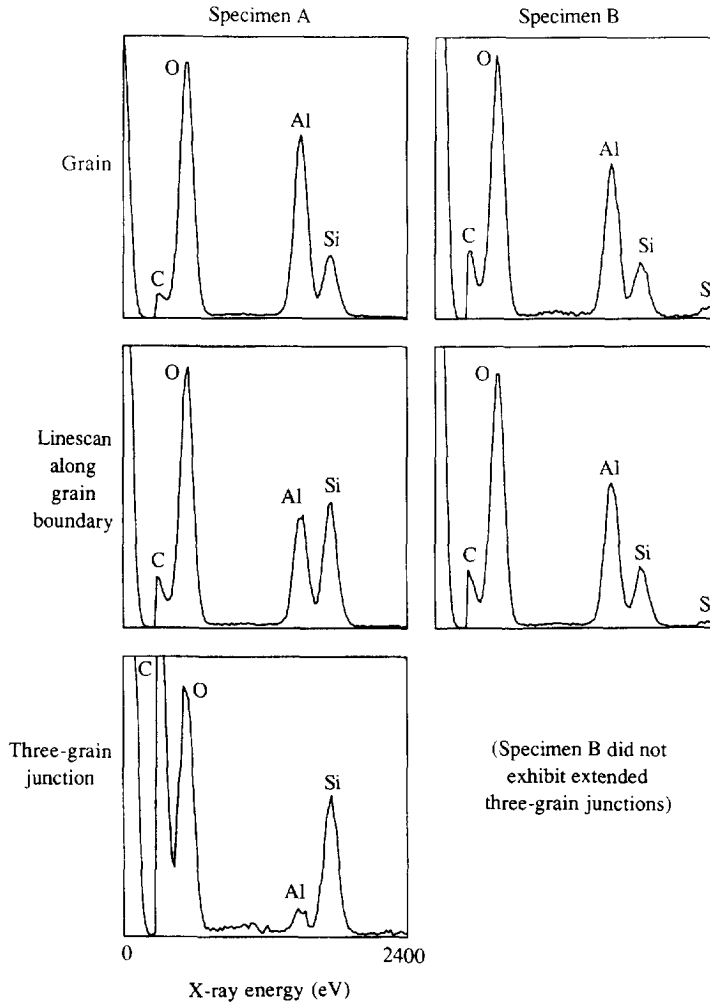 Specimen A
Specimen B
Grain
C
O
Al
Si
C
O
Al
Si
S
Linescan
along
grain
boundary
C
O
Al
Si
C
O
Al
Si
S
Three-grain
junction
C
O
Al
Si
(Specimen B did not
exhibit extended
three-grain junctions)
0
2400
X-ray energy (eV)